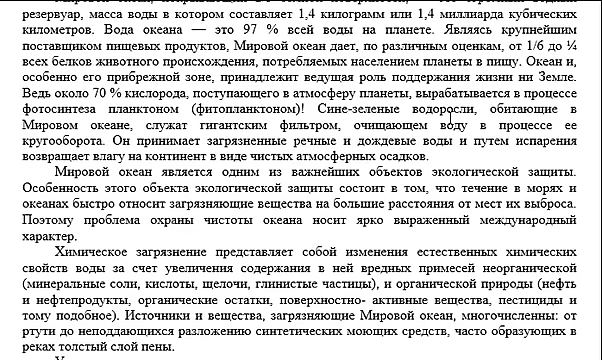 резервуар, масса воды в котором составляет 1,4 килограмм или 1,4 миллиарда кубических
километров. Вода океана — это 97 % всей воды на планете. Являясь крупнейшим
поставщиком пищевых продуктов, Мировой океан дает, по различным оценкам, от 1/6 до ¼
всех белков животного происхождения, потребляемых населением планеты в пищу. Океан и,
особенно его прибрежной зоне, принадлежит ведущая роль поддержания жизни ни Земле.
Ведь около 70 % кислорода, поступающего в атмосферу планеты, вырабатывается в процессе
фотосинтеза планктоном (фитопланктоном)! Сине-зеленые водоросли, обитающие в
Мировом океане, служат гигантским фильтром, очищающем воду в процессе ее
кругооборота. Он принимает загрязненные речные и дождевые воды и путем испарения
возвращает влагу на континент в виде чистых атмосферных осадков.
Мировой океан является одним из важнейших объектов экологической защиты.
Особенность этого объекта экологической защиты состоит в том, что течение в морях и
океанах быстро относит загрязняющие вещества на большие расстояния от мест их выброса.
Поэтому проблема охраны чистоты океана носит ярко выраженный международный
характер.
Химическое загрязнение представляет собой изменения естественных химических
свойств воды за счет увеличения содержания в ней вредных примесей неорганической
(минеральные соли, кислоты, щелочи, глинистые частицы), и органической природы (нефть
и нефтепродукты, органические остатки, поверхностно- активные вещества, пестициды и
тому подобное). Источники и вещества, загрязняющие Мировой океан, многочисленны: от
ртути до неподдающихся разложению синтетических моющих средств, часто образующих в
реках толстый слой пены.